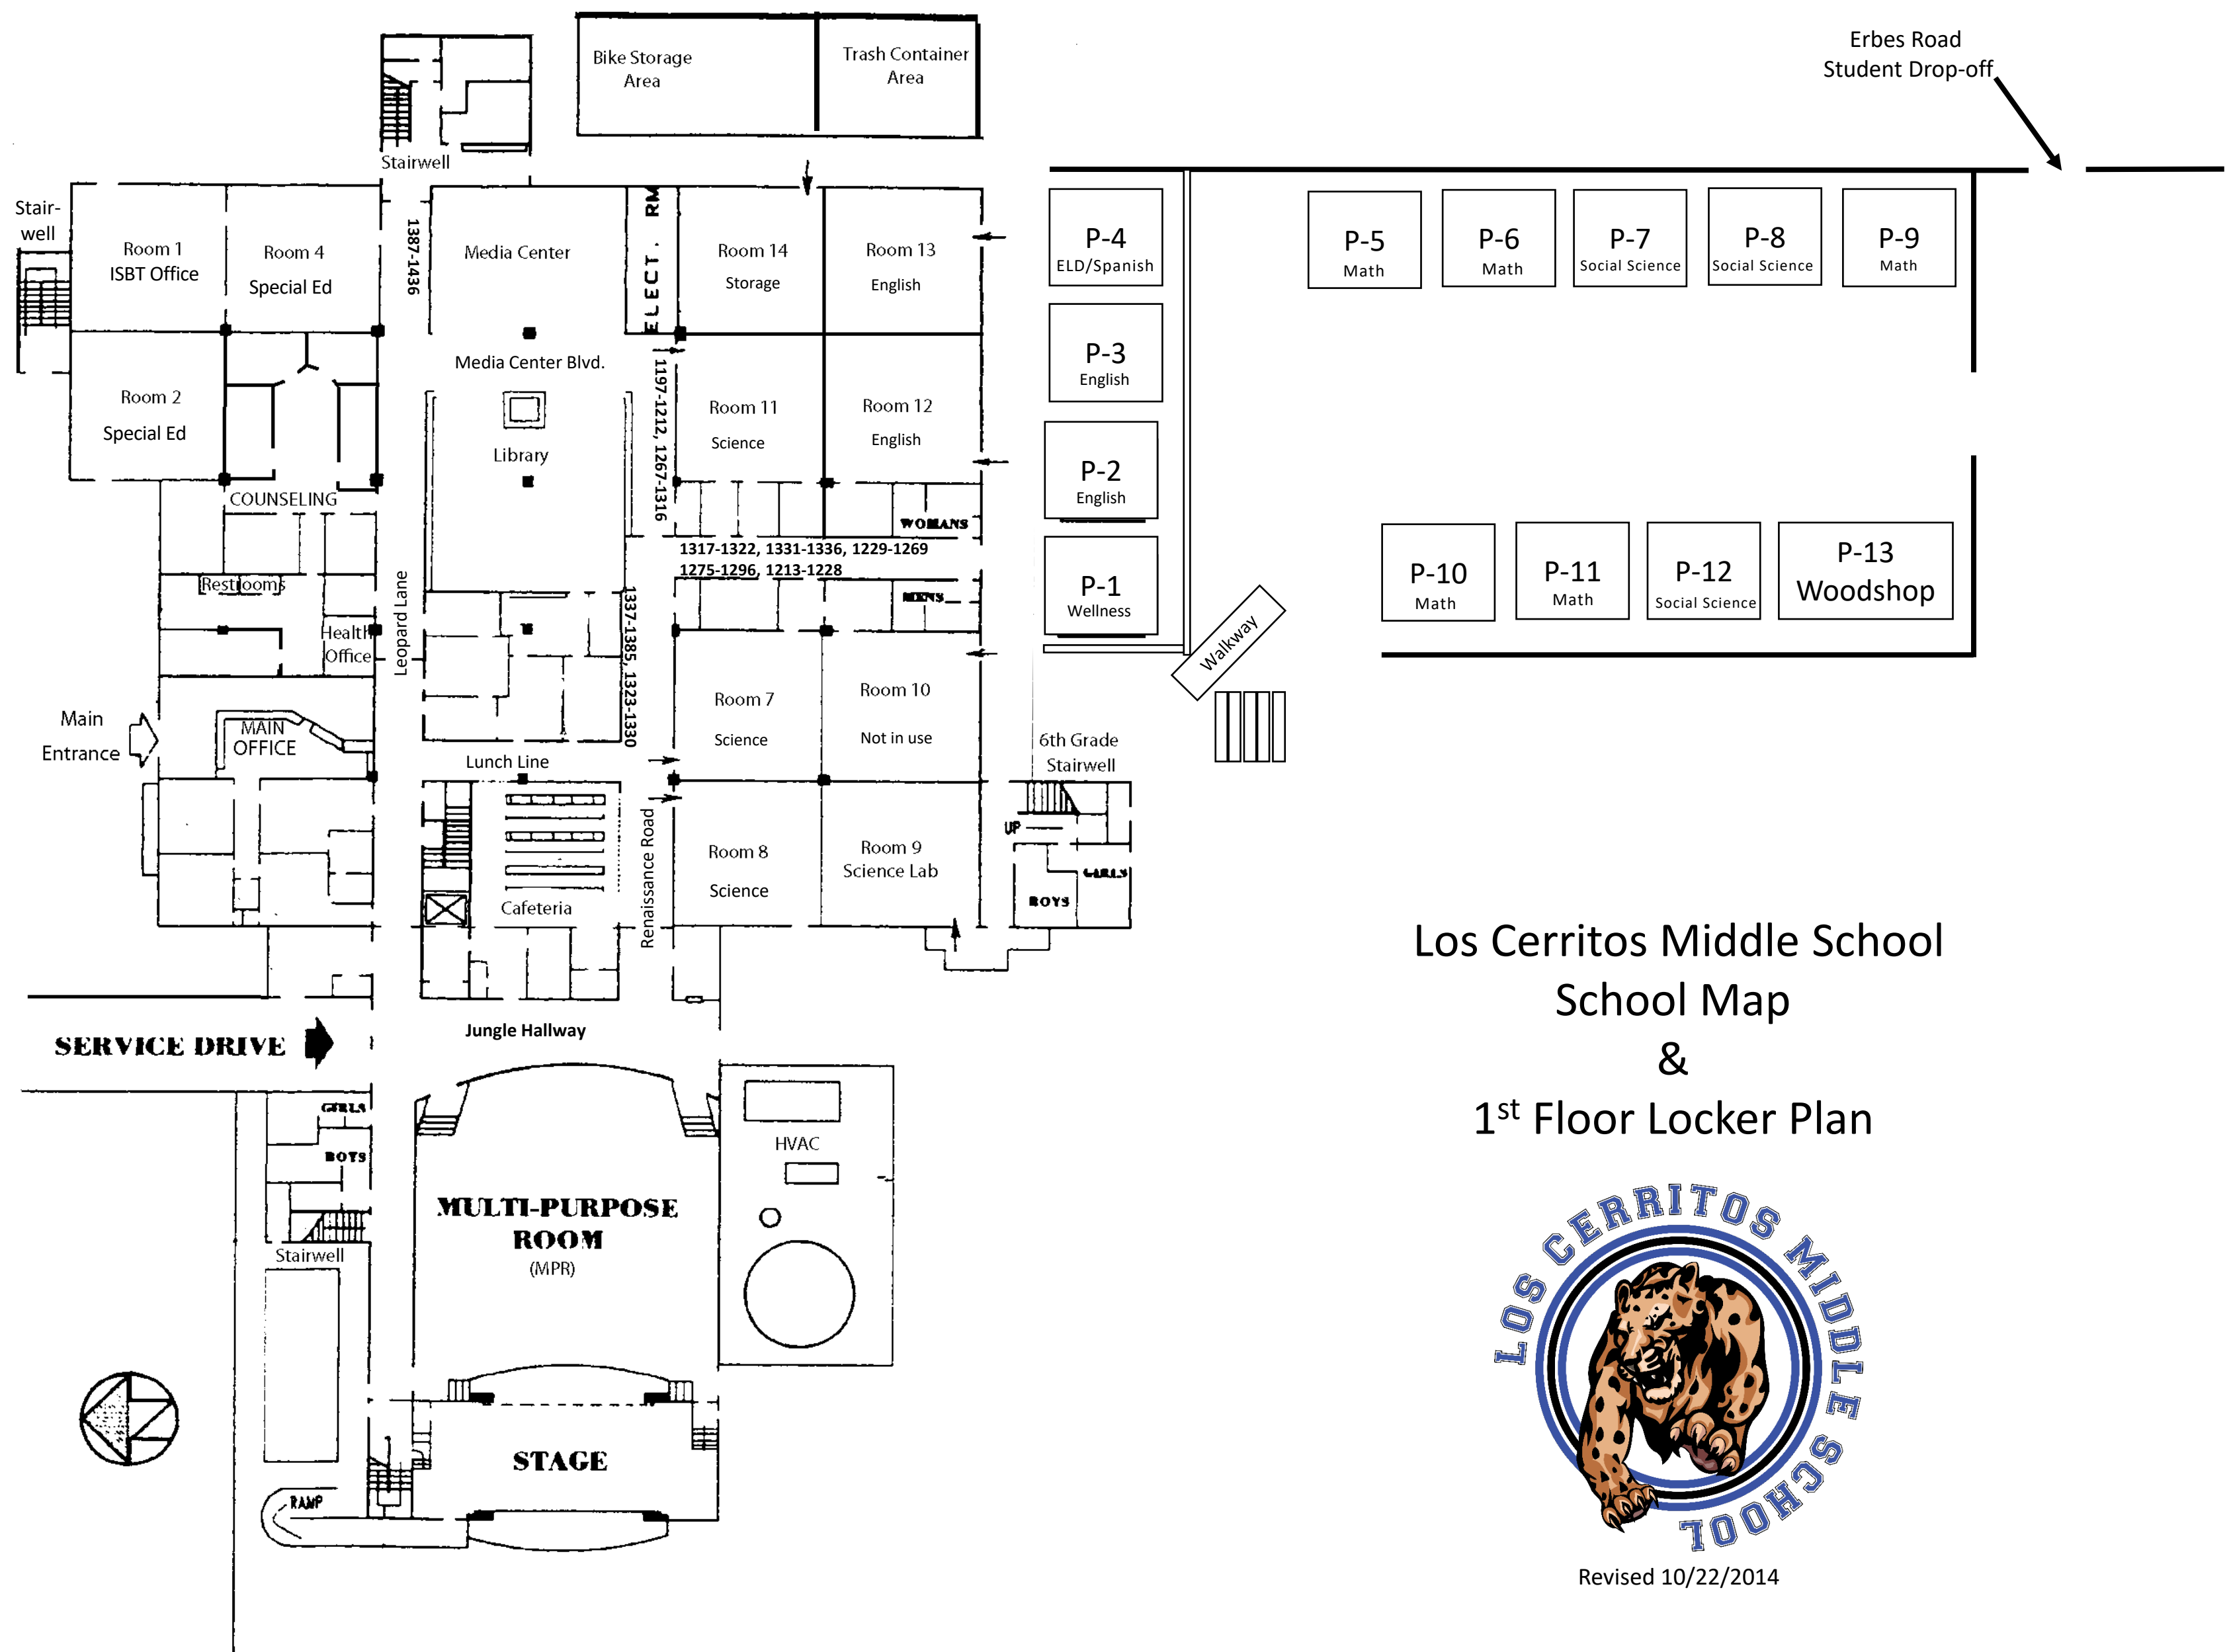 Erbes Road
Student Drop-off
Bike Storage
Area
Trash Container
Area
Stairwell
Stair-
well
Room 1
ISBT Office
Room 4
Special Ed
1387-1436
Media Center
ELECT. RM
Room 14
Storage
Room 13
English
P-4
ELD/Spanish
P-5
Math
P-6
Math
P-7
Social Science
P-8
Social Science
P-9
Math
P-3
English
Media Center Blvd.
Room 2
Special Ed
1197-1212, 1267-1316
Room 11
Science
Room 12
English
Library
P-2
English
COUNSELING
WOMANS
1317-1322, 1331-1336, 1229-1269
1275-1296, 1213-1228
P-1
Wellness
P-10
Math
P-11
Math
P-12
Social Science
P-13
Woodshop
Restrooms
MENS
Health
Office
Leopard Lane
1337-1385, 1323-1330
Walkway
Room 7
Science
Room 10
Not in use
Main
Entrance
MAIN
OFFICE
Lunch Line
6th Grade
Stairwell
UP
Renaissance Road
Room 8
Science
Room 9
Science Lab
GIRLS
BOYS
Cafeteria
Los Cerritos Middle School
School Map
&
1st Floor Locker Plan
Jungle Hallway
SERVICE DRIVE
GIRLS
BOYS
HVAC
MULTI-PURPOSE
ROOM
(MPR)
Stairwell
STAGE
RAMP
LOS CERRITOS MIDDLE SCHOOL
Revised 10/22/2014